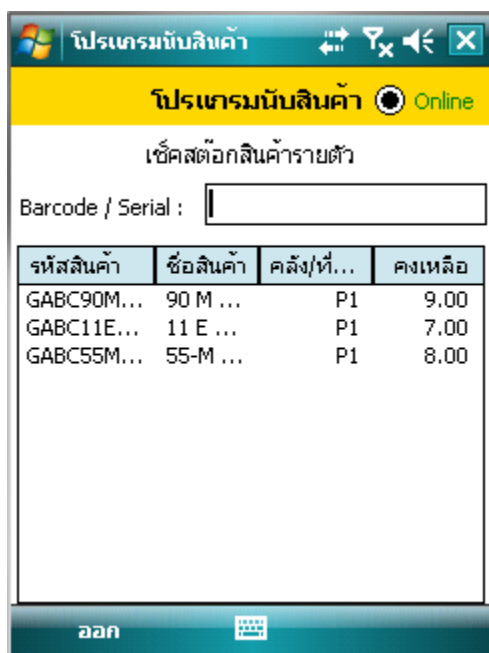 โปรแกรมนับสินค้า
โปรแกรมนับสินค้า Online
เช็คสต๊อกสินค้ารายตัว
Barcode / Serial :
รหัสสินค้า ชื่อสินค้า คลัง/ที่... คงเหลือ
GABC90M... 90 M ... P1 9.00
GABC11E... 11 E ... P1 7.00
GABC55M... 55-M ... P1 8.00
ออก